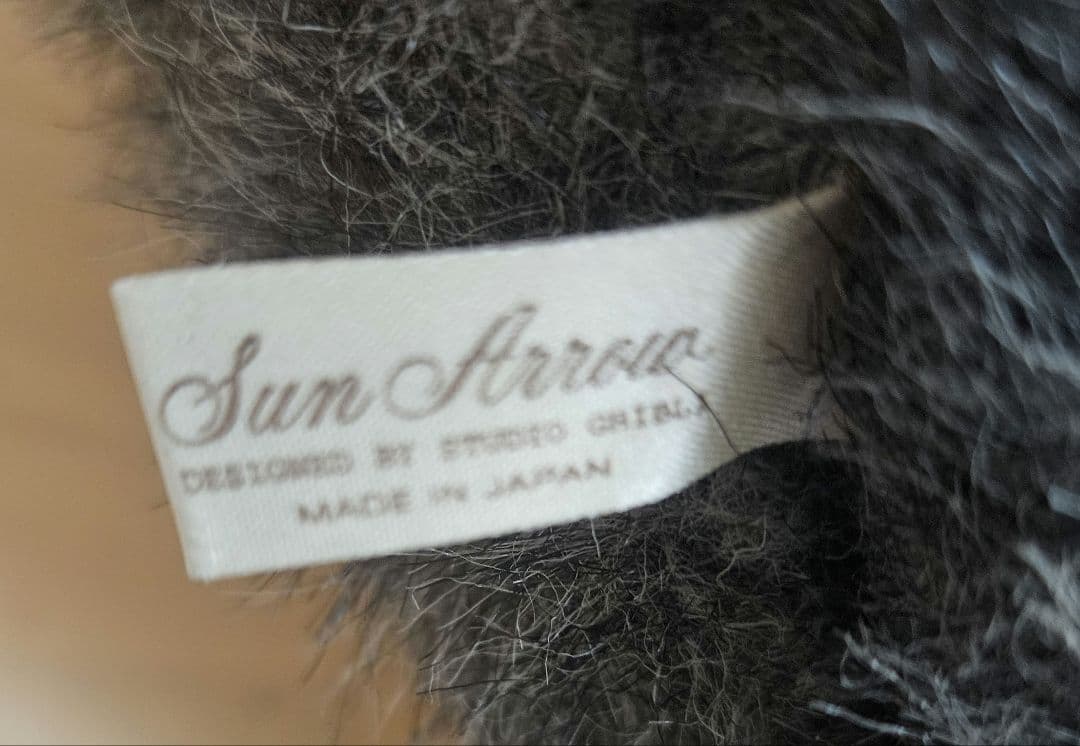 Sun Arrow
DESIGNED BY STUDIO GHIBLI
MADE IN JAPAN